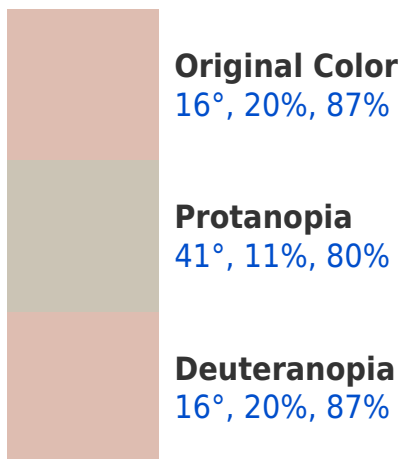 Original Color
16°, 20%, 87%
Protanopia
41°, 11%, 80%
Deuteranopia
16°, 20%, 87%